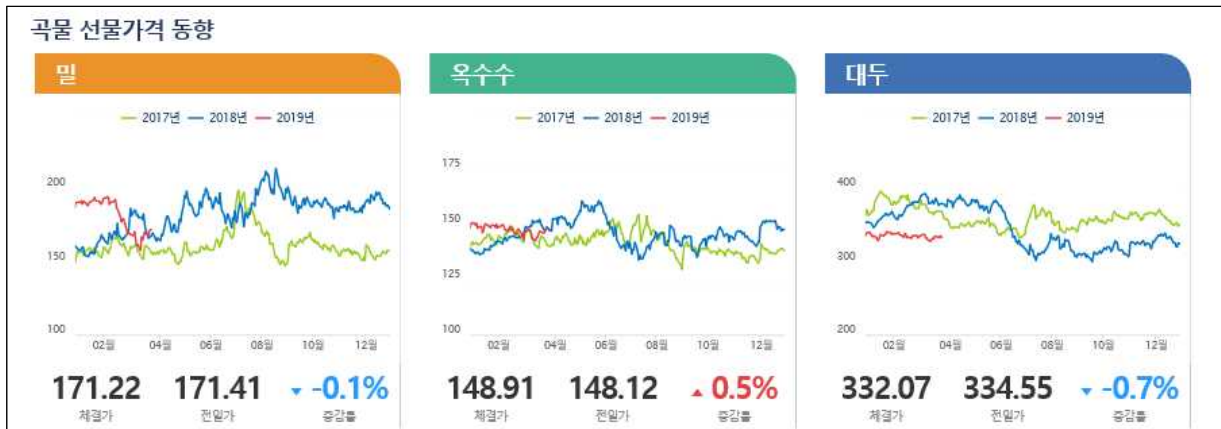 곡물 선물가격 동향
밀
2017년 2018년 2019년
200
150
100
02월 04월 06월 08월 10월 12월
171.22 171.41 ▼ -0.1%
체결가 전일가 증감률
옥수수
2017년 2018년 2019년
175
150
125
100
02월 04월 06월 08월 10월 12월
148.91 148.12 ▲ 0.5%
체결가 전일가 증감률
대두
2017년 2018년 2019년
400
300
200
02월 04월 06월 08월 10월 12월
332.07 334.55 ▼ -0.7%
체결가 전일가 증감률